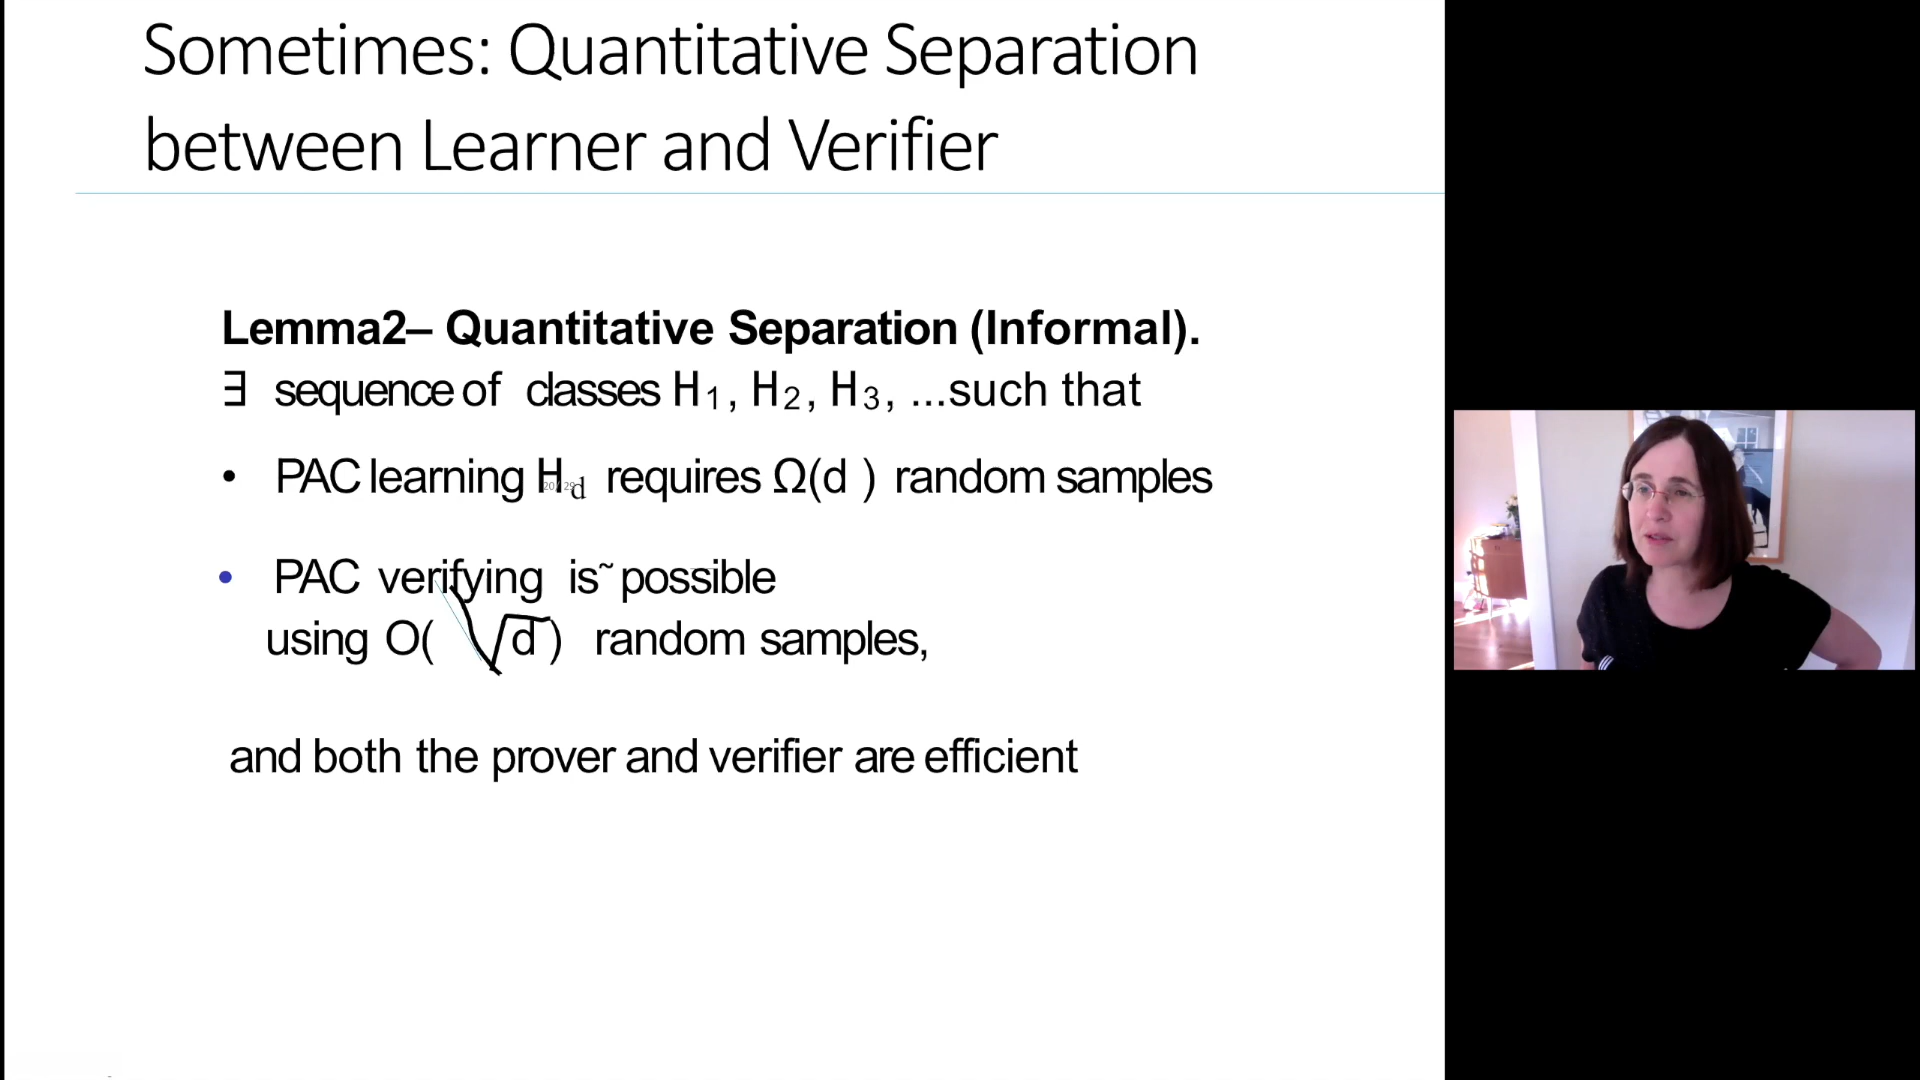 Sometimes: Quantitative Separation
between Learner and Verifier
Lemma2– Quantitative Separation (Informal).
∃ sequence of classes H₁, H₂, H₃, ...such that
• PAC learning H_d requires Ω(d ) random samples
• PAC verifying is˜ possible
using O( √d ) random samples,
and both the prover and verifier are efficient